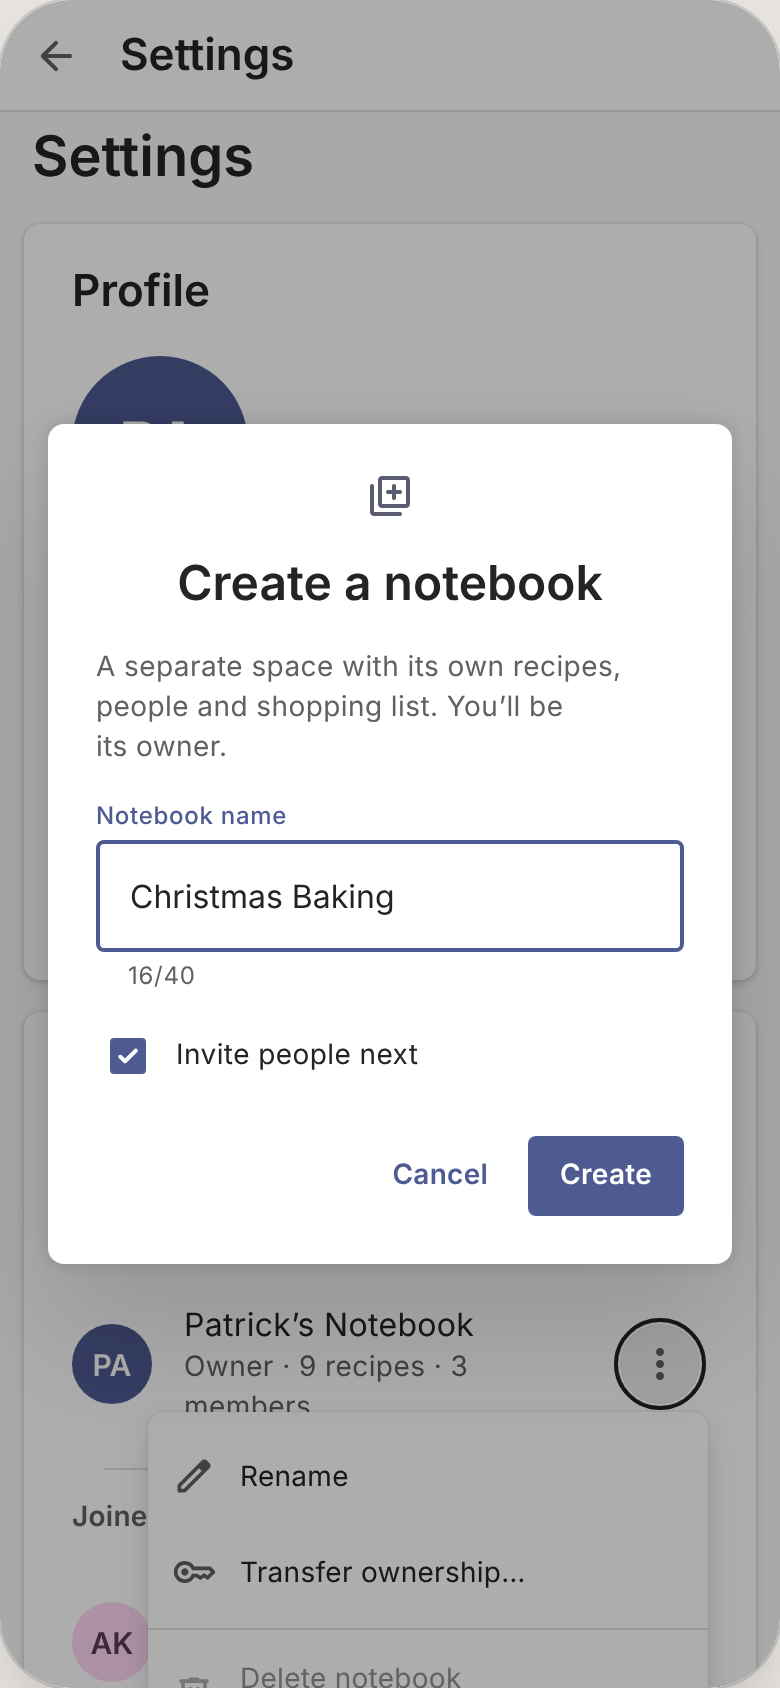 Settings
Settings
Profile
Create a notebook
A separate space with its own recipes,
people and shopping list. You’ll be
its owner.
Notebook name
Christmas Baking
16/40
Invite people next
Cancel
Create
Patrick’s Notebook
PA
Owner · 9 recipes · 3
members
Rename
Joine
Transfer ownership...
AK
Delete notebook